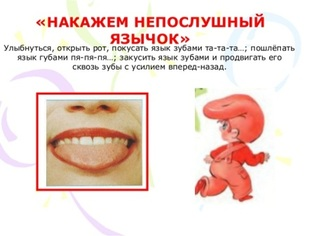 «НАКАЖЕМ НЕПОСЛУШНЫЙ
ЯЗЫЧОК»
Улыбнуться, открыть рот, покусать язык зубами та-та-та…; пошлёпать
язык губами пя-пя-пя…; закусить язык зубами и продвигать его
сквозь зубы с усилием вперед-назад.